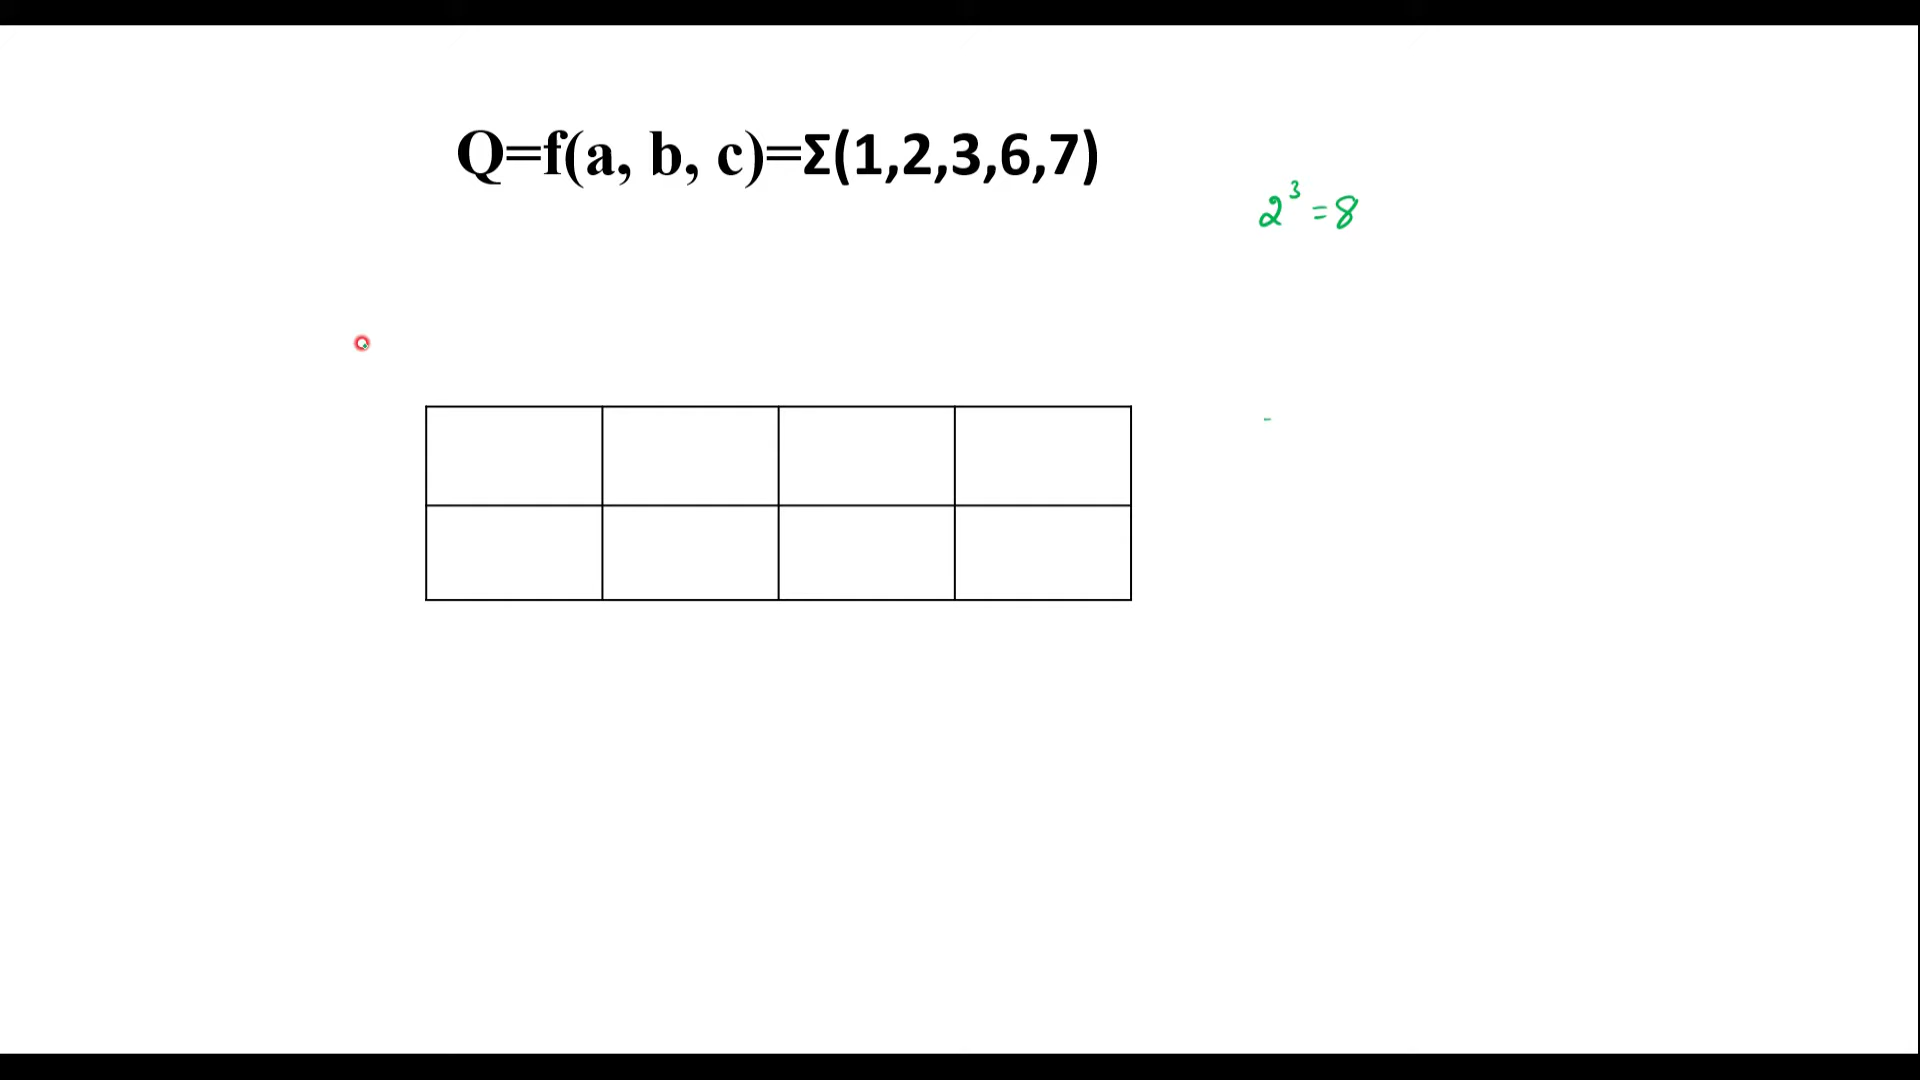 Q=f(a, b, c)=Σ(1,2,3,6,7)
2³ = 8